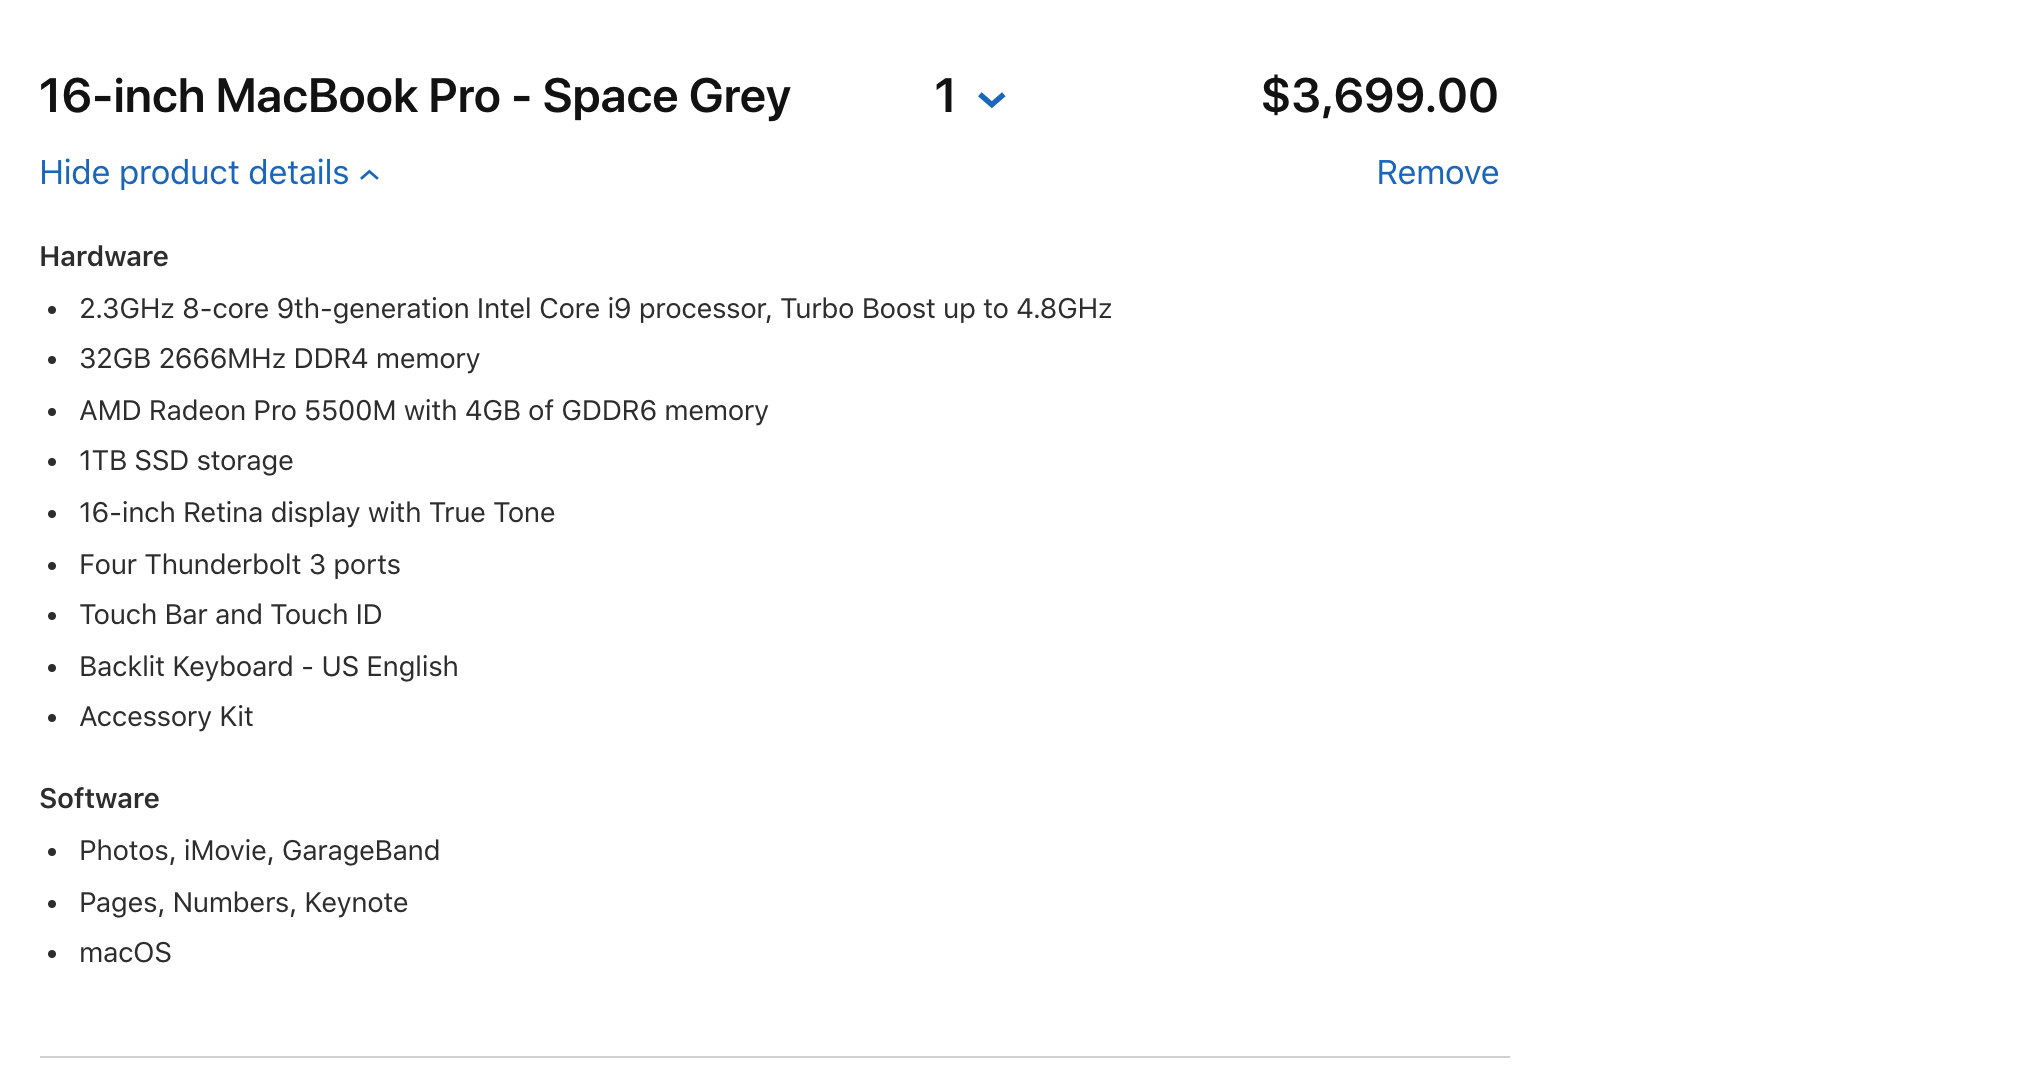 16-inch MacBook Pro - Space Grey 1 $3,699.00
Hide product details Remove
Hardware
• 2.3GHz 8-core 9th-generation Intel Core i9 processor, Turbo Boost up to 4.8GHz
• 32GB 2666MHz DDR4 memory
• AMD Radeon Pro 5500M with 4GB of GDDR6 memory
• 1TB SSD storage
• 16-inch Retina display with True Tone
• Four Thunderbolt 3 ports
• Touch Bar and Touch ID
• Backlit Keyboard - US English
• Accessory Kit
Software
• Photos, iMovie, GarageBand
• Pages, Numbers, Keynote
• macOS